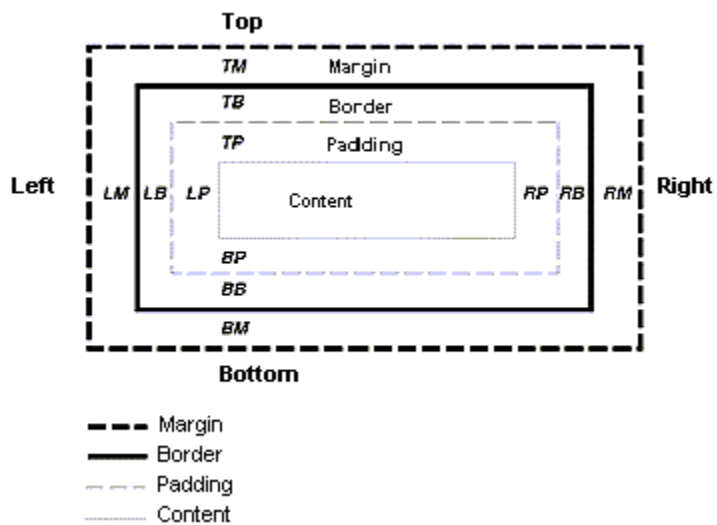 Top
TM Margin
TB Border
TP Padding
Left LM LB LP Content RP RB RM Right
BP
BB
BM
Bottom
Margin
Border
Padding
Content